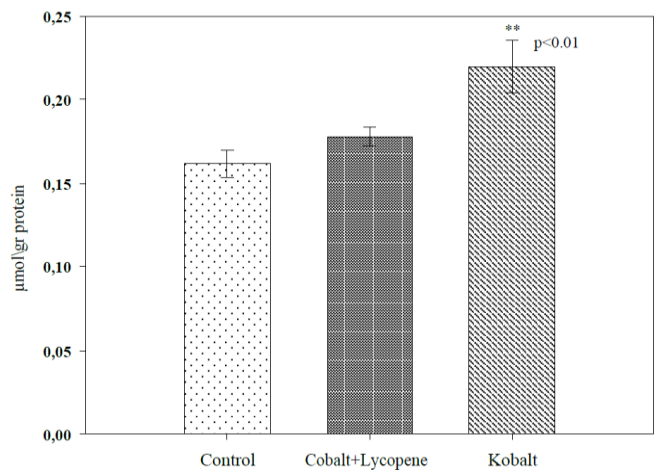 0,25
**
p<0.01
0,20
0,15
0,10
0,05
0,00
µmol\gr protein
Control
Cobalt+Lycopene
Kobalt